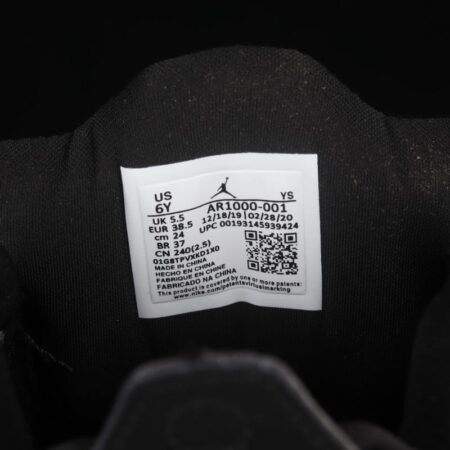 US YS
6Y AR1000-001
UK 5.5 12/18/19 | 02/28/20
EUR 38.5 UPC 00193145939424
cm 24
BR 37
CN 240(2.5)
01G8TPVXKD1X0
MADE IN CHINA
HECHO EN CHINA
FABRIQUE EN CHINE
FABRICADO NA CHINA
This product is covered by one or more patents
www.nike.com/patentsvirtualmarking